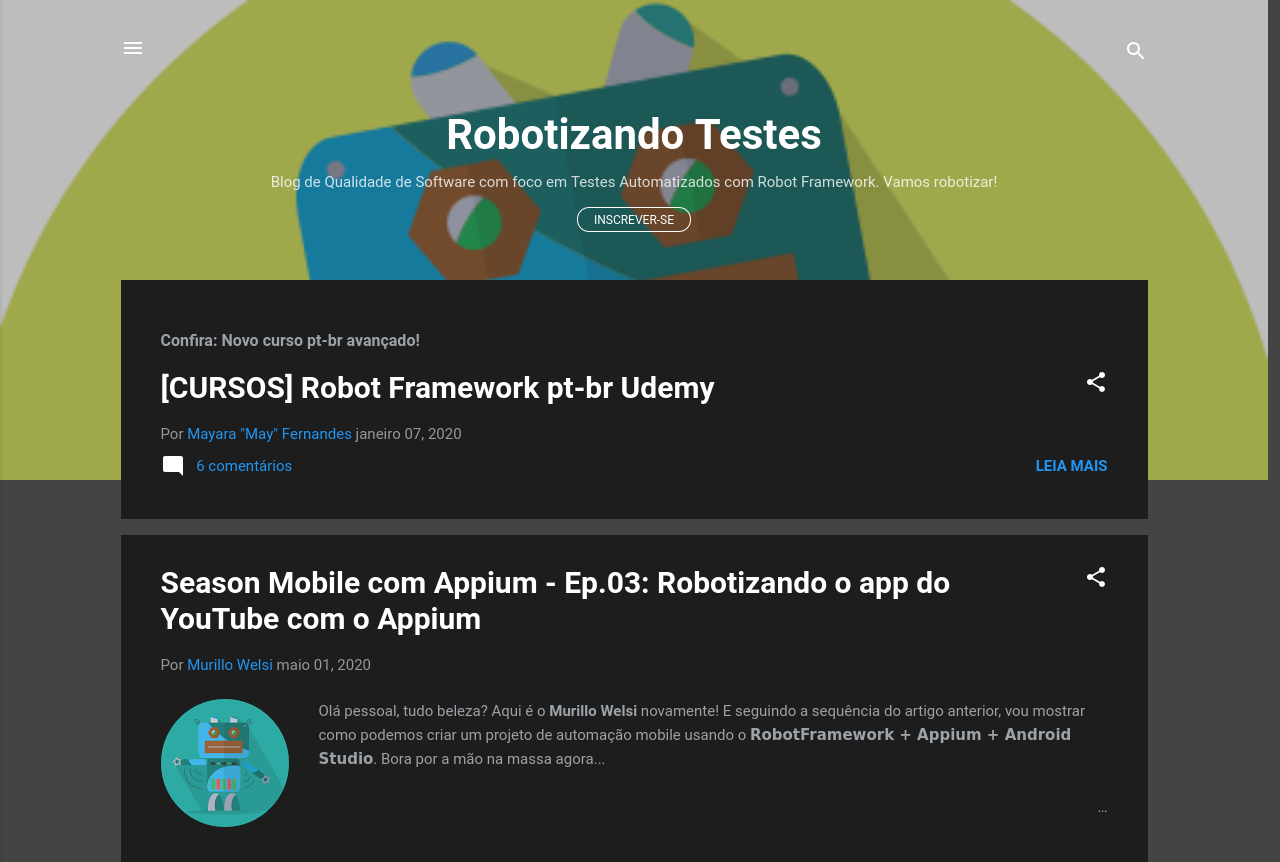 Robotizando Testes
Blog de Qualidade de Software com foco em Testes Automatizados com Robot Framework. Vamos robotizar!
INSCREVER-SE
Confira: Novo curso pt-br avançado!
[CURSOS] Robot Framework pt-br Udemy
Por Mayara "May" Fernandes janeiro 07, 2020
6 comentários
LEIA MAIS
Season Mobile com Appium - Ep.03: Robotizando o app do
YouTube com o Appium
Por Murillo Welsi maio 01, 2020
Olá pessoal, tudo beleza? Aqui é o Murillo Welsi novamente! E seguindo a sequência do artigo anterior, vou mostrar
como podemos criar um projeto de automação mobile usando o RobotFramework + Appium + Android
Studio. Bora por a mão na massa agora...
...